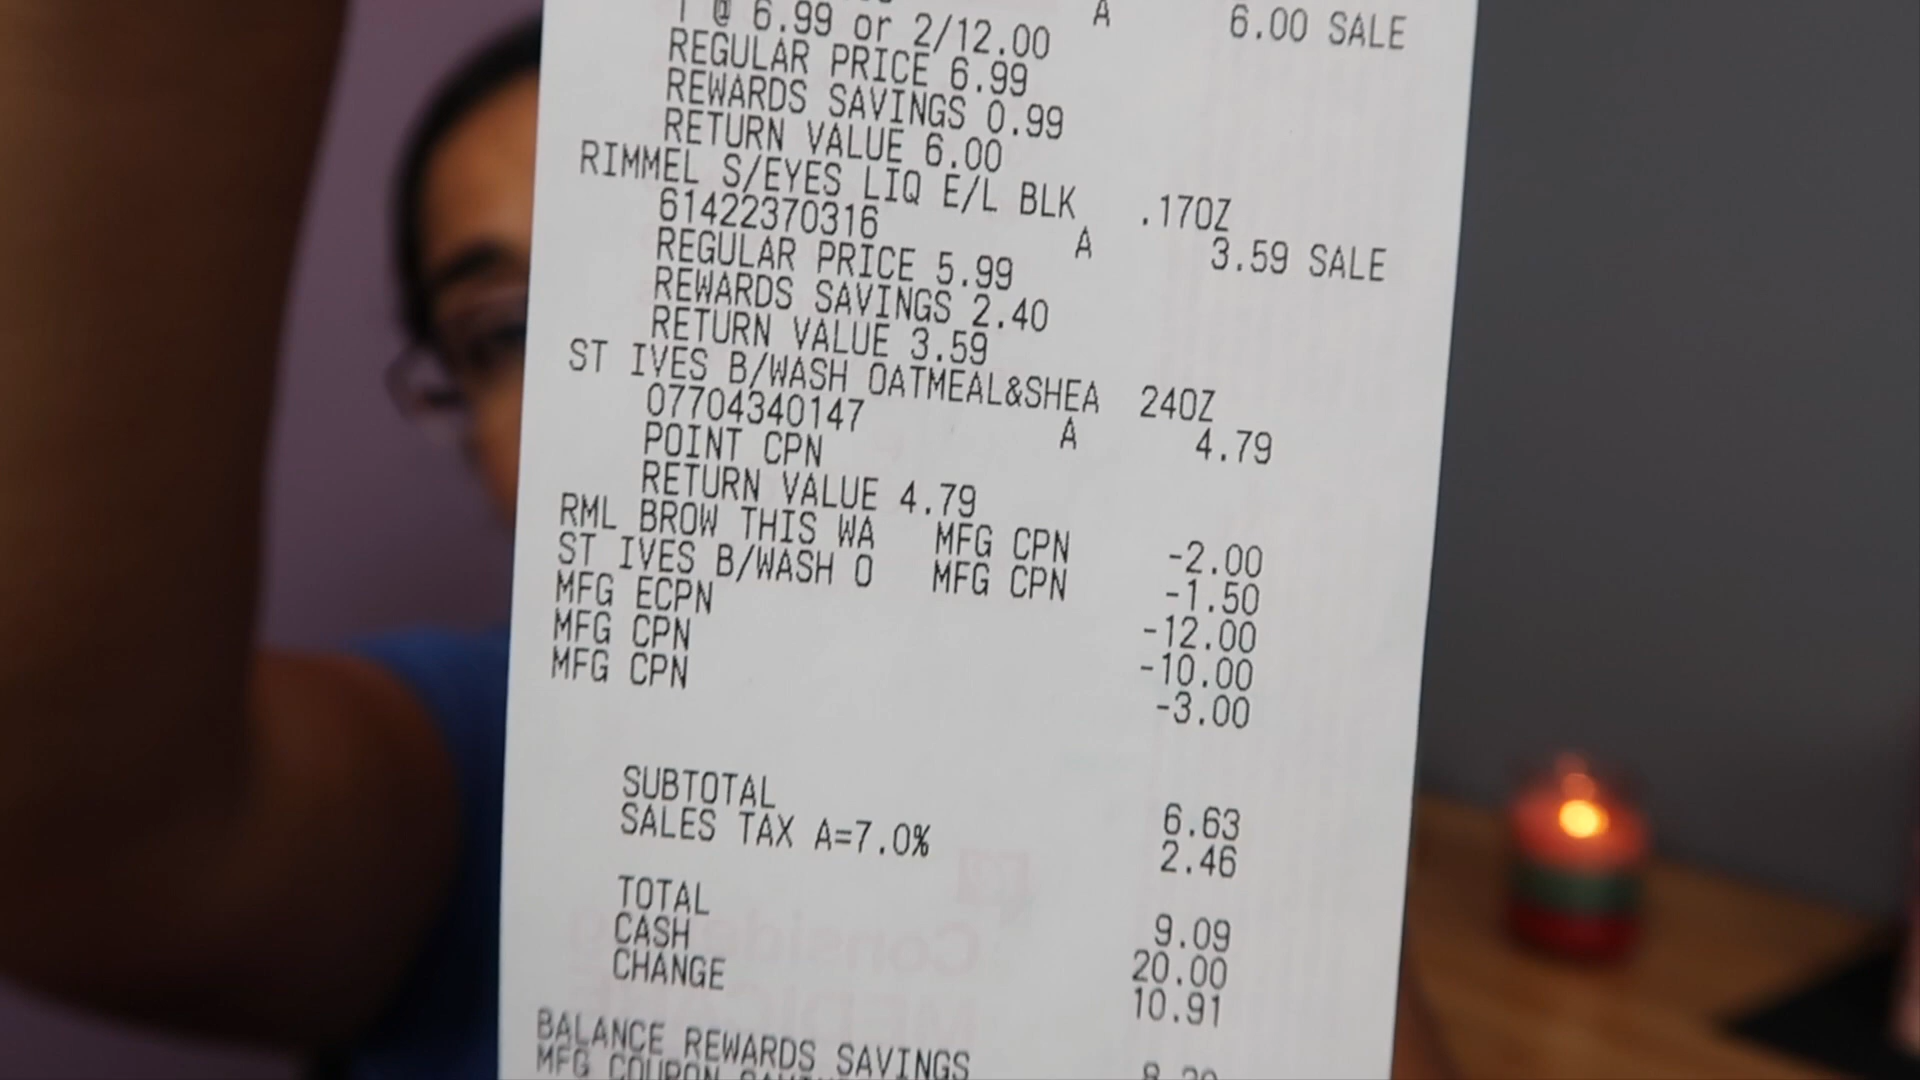 A 6.00 SALE
1 @ 6.99 or 2/12.00
REGULAR PRICE 6.99
REWARDS SAVINGS 0.99
RETURN VALUE 6.00
RIMMEL S/EYES LIQ E/L BLK .17OZ
61422370316 A 3.59 SALE
REGULAR PRICE 5.99
REWARDS SAVINGS 2.40
RETURN VALUE 3.59
ST IVES B/WASH OATMEAL&SHEA 24OZ
07704340147 A 4.79
POINT CPN
RETURN VALUE 4.79
RML BROW THIS WA MFG CPN -2.00
ST IVES B/WASH O MFG CPN -1.50
MFG ECPN -12.00
MFG CPN -10.00
MFG CPN -3.00
SUBTOTAL 6.63
SALES TAX A=7.0% 2.46
TOTAL 9.09
CASH 20.00
CHANGE 10.91
BALANCE REWARDS SAVINGS
MFG COUPON